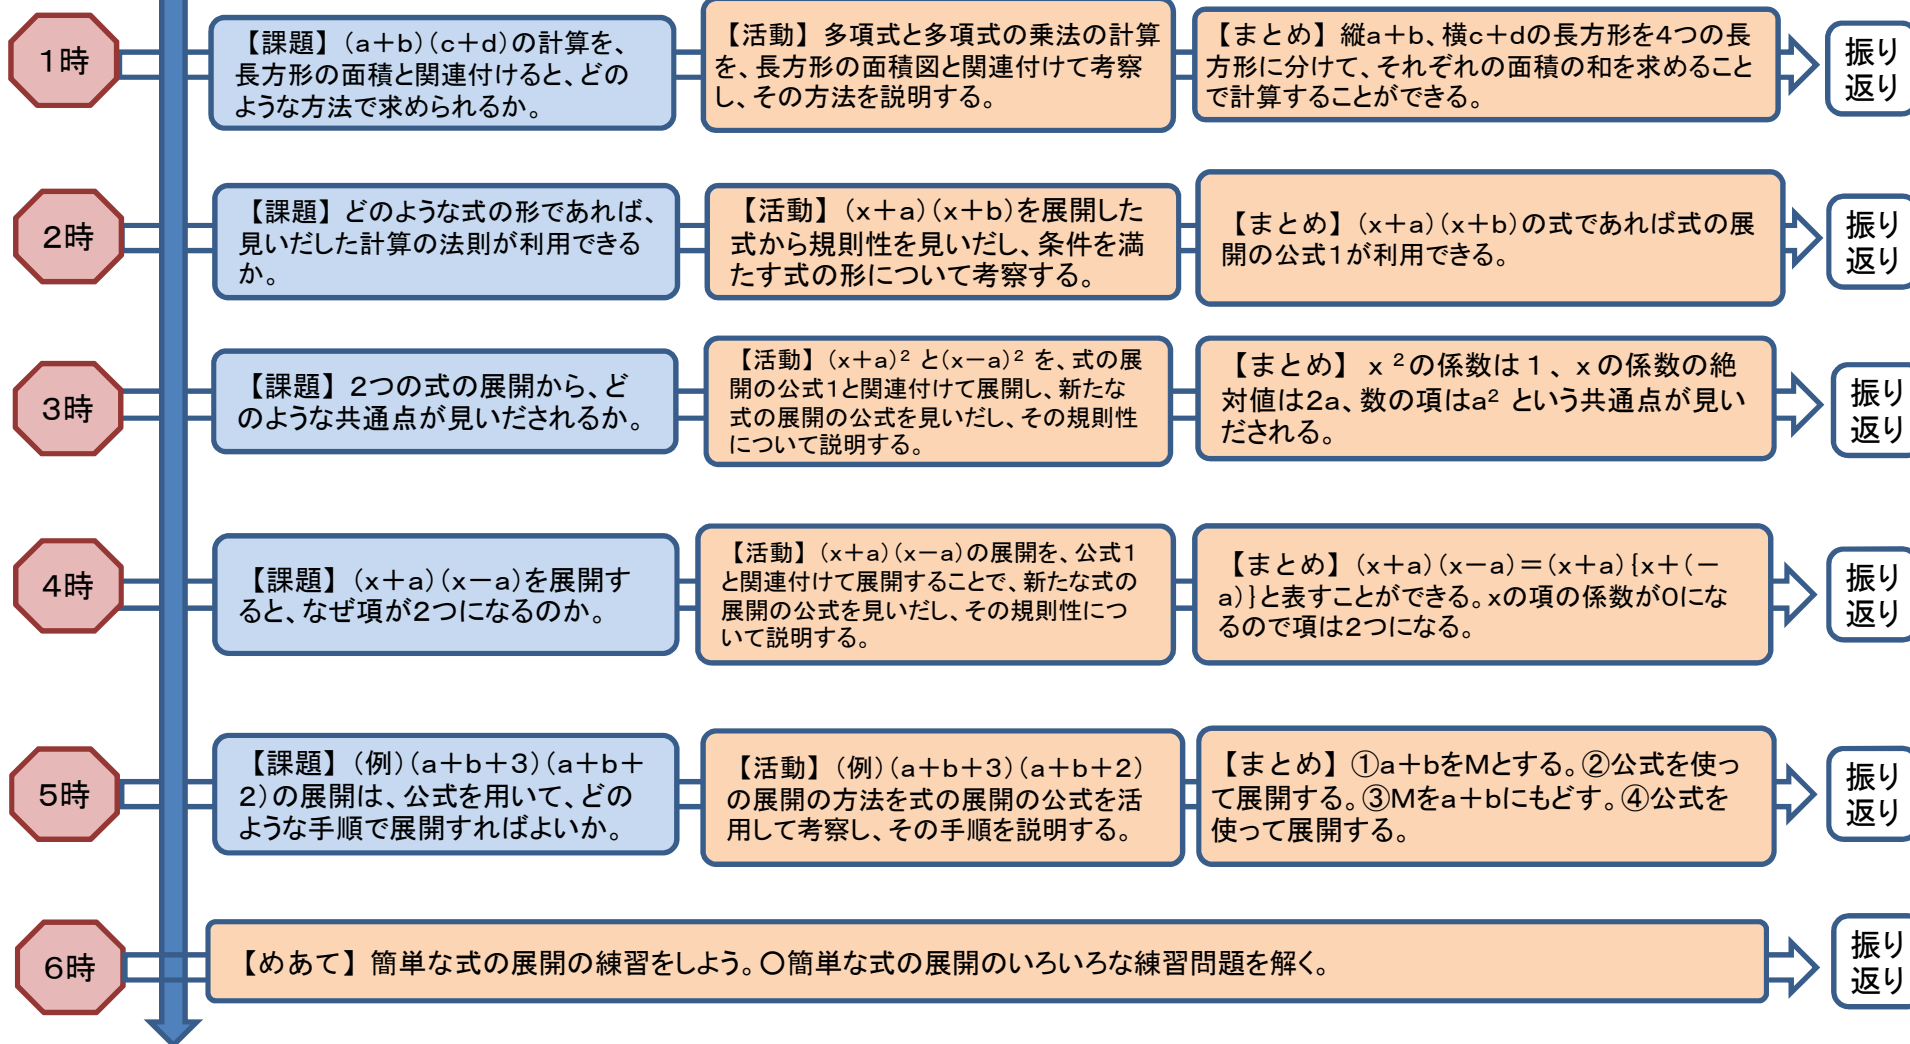 1時
【課題】(a+b)(c+d)の計算を、
長方形の面積と関連付けると、どの
ような方法で求められるか。
【活動】多項式と多項式の乗法の計算
を、長方形の面積図と関連付けて考察
し、その方法を説明する。
【まとめ】縦a+b、横c+dの長方形を4つの長
方形に分けて、それぞれの面積の和を求めること
で計算することができる。
振り
返り
2時
【課題】どのような式の形であれば、
見いだした計算の法則が利用できる
か。
【活動】(x+a)(x+b)を展開した
式から規則性を見いだし、条件を満
たす式の形について考察する。
【まとめ】(x+a)(x+b)の式であれば式の展
開の公式1が利用できる。
振り
返り
3時
【課題】2つの式の展開から、ど
のような共通点が見いだされるか。
【活動】(x+a)²と(x-a)²を、式の展
開の公式1と関連付けて展開し、新たな
式の展開の公式を見いだし、その規則性
について説明する。
【まとめ】x²の係数は1、xの係数の絶
対値は2a、数の項はa²という共通点が見い
だされる。
振り
返り
4時
【課題】(x+a)(x-a)を展開す
ると、なぜ項が2つになるのか。
【活動】(x+a)(x-a)の展開を、公式1
と関連付けて展開することで、新たな式の
展開の公式を見いだし、その規則性につ
いて説明する。
【まとめ】(x+a)(x-a)=(x+a){x+(-
a)}と表すことができる。xの項の係数が0にな
るので項は2つになる。
振り
返り
5時
【課題】(例)(a+b+3)(a+b+
2)の展開は、公式を用いて、どの
ような手順で展開すればよいか。
【活動】(例)(a+b+3)(a+b+2)
の展開の方法を式の展開の公式を活
用して考察し、その手順を説明する。
【まとめ】①a+bをMとする。②公式を使っ
て展開する。③Mをa+bにもどす。④公式を
使って展開する。
振り
返り
6時
【めあて】簡単な式の展開の練習をしよう。○簡単な式の展開のいろいろな練習問題を解く。
振り
返り